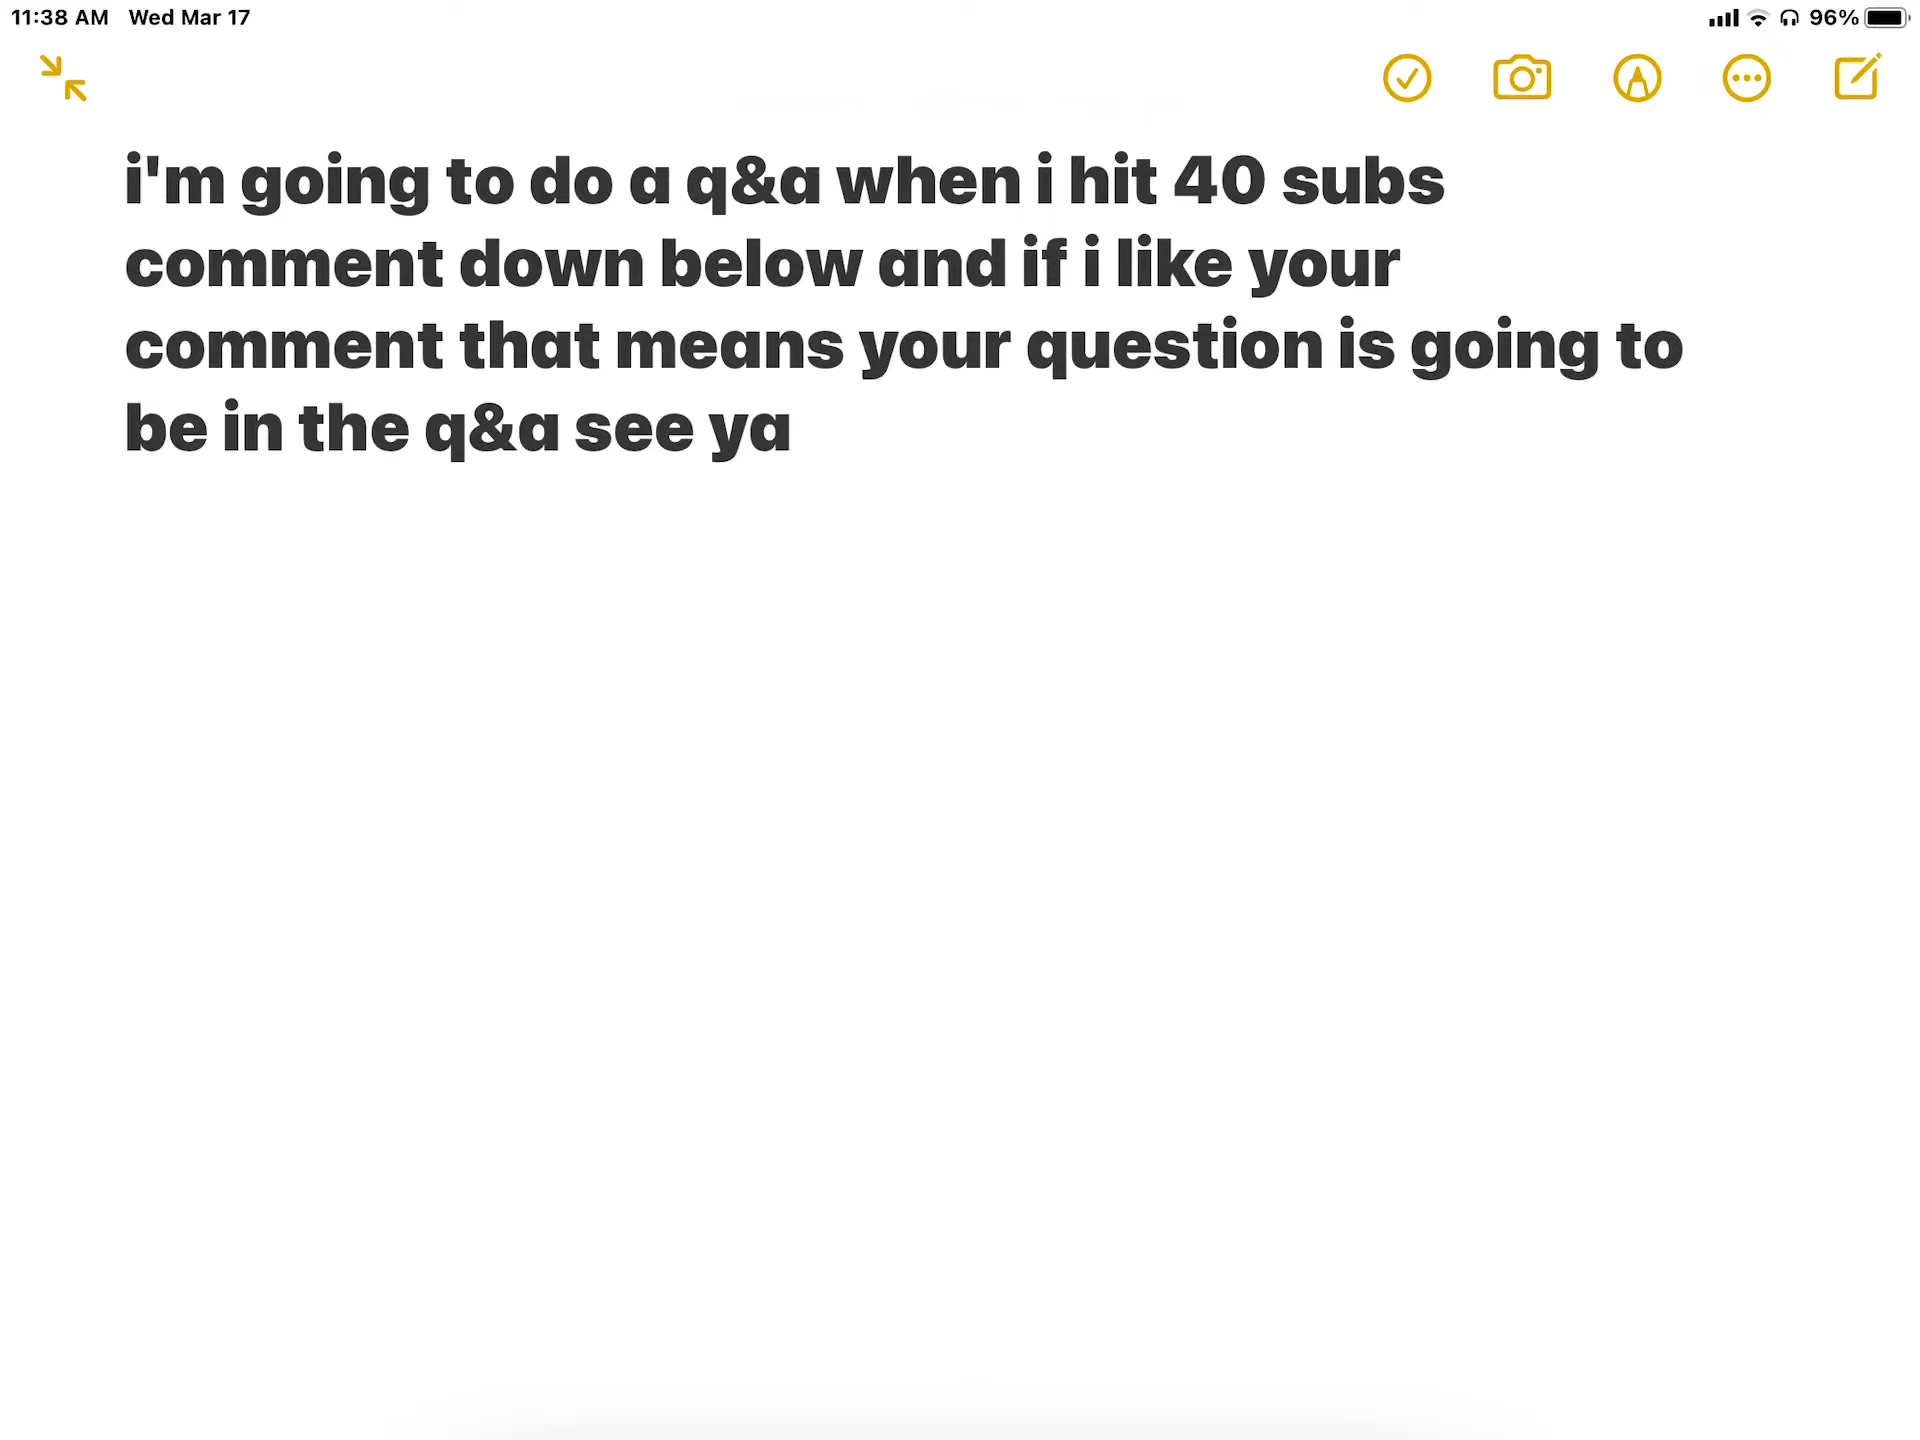 11:38 AM Wed Mar 17 96%
i'm going to do a q&a when i hit 40 subs
comment down below and if i like your
comment that means your question is going to
be in the q&a see ya